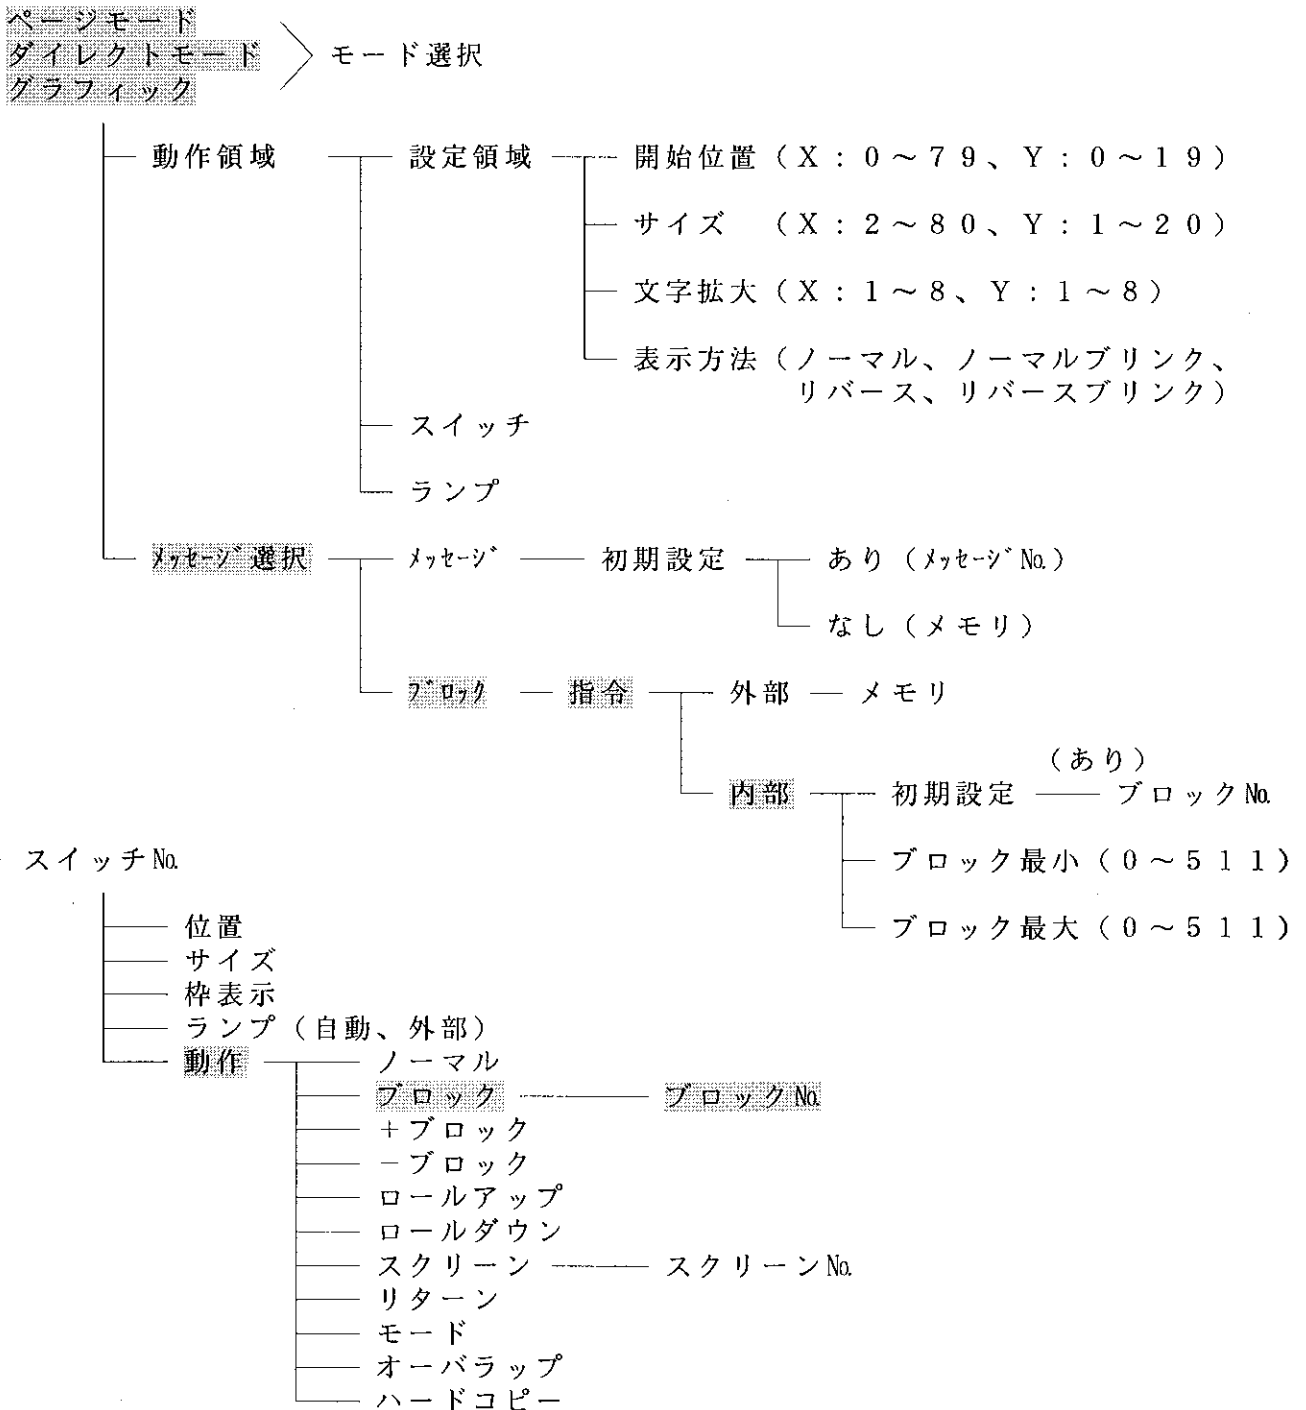 ページモード
ダイレクトモード
グラフィック
モード選択
動作領域 設定領域 開始位置（X：0～79、Y：0～19）
サイズ （X：2～80、Y：1～20）
文字拡大（X：1～8、Y：1～8）
表示方法（ノーマル、ノーマルブリンク、
リバース、リバースブリンク）
スイッチ
ランプ
ﾒｯｾｰｼﾞ選択 ﾒｯｾｰｼﾞ 初期設定 あり（ﾒｯｾｰｼﾞ№）
なし（メモリ）
ﾌﾞﾛｯｸ 指令 外部 メモリ
（あり）
内部 初期設定 ブロック№
ブロック最小（0～511）
ブロック最大（0～511）
スイッチ№
位置
サイズ
枠表示
ランプ（自動、外部）
動作 ノーマル
ブロック ブロック№
＋ブロック
－ブロック
ロールアップ
ロールダウン
スクリーン スクリーン№
リターン
モード
オーバラップ
ハードコピー